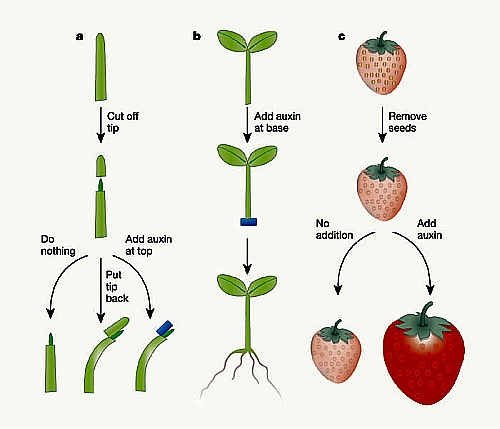 a
Cut off
tip
Do
nothing
Add auxin
at top
Put
tip
back
b
Add auxin
at base
c
Remove
seeds
No
addition
Add
auxin